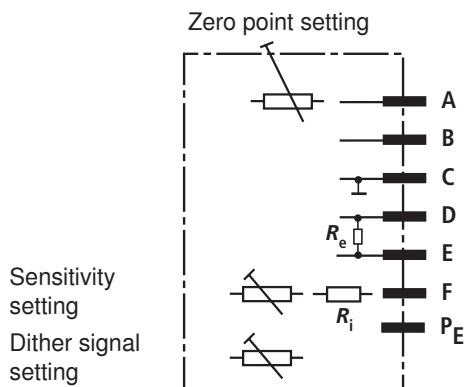 Zero point setting
A
B
C
D
Re
E
Sensitivity
setting
F
Ri
PE
Dither signal
setting